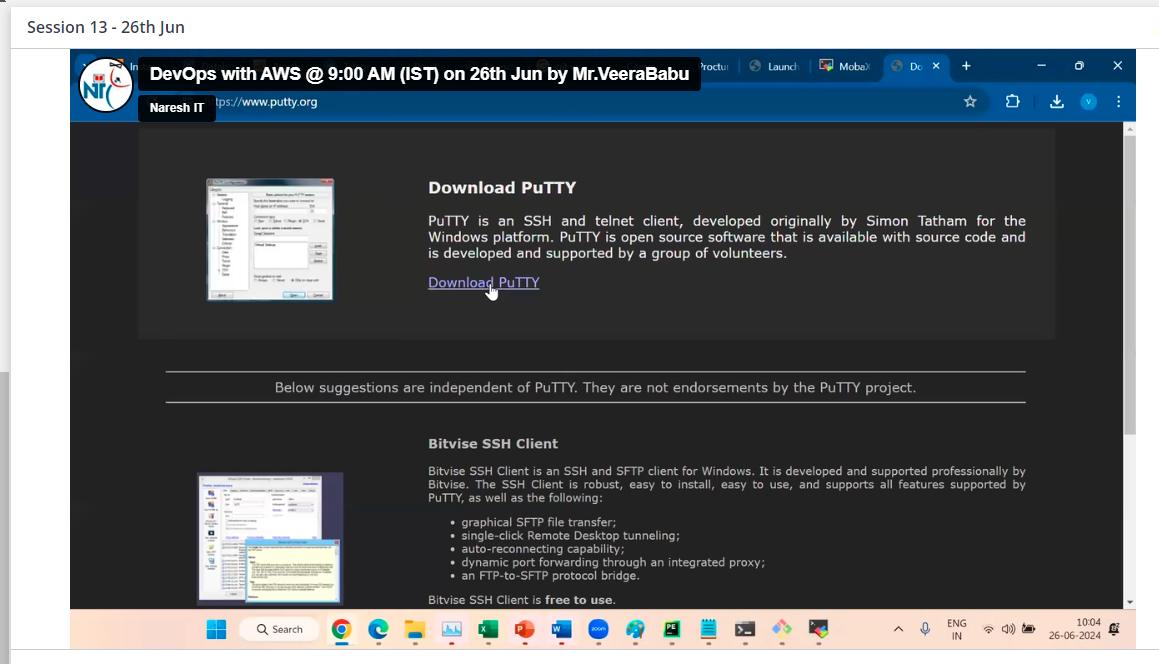 Session 13 - 26th Jun
DevOps with AWS @ 9:00 AM (IST) on 26th Jun by Mr.VeeraBabu
Launch
Naresh IT
tps://www.putty.org
Download PuTTY
PuTTY is an SSH and telnet client, developed originally by Simon Tatham for the
Windows platform. PuTTY is open source software that is available with source code and
is developed and supported by a group of volunteers.
Download PuTTY
Below suggestions are independent of PuTTY. They are not endorsements by the PuTTY project.
Bitvise SSH Client
Bitvise SSH Client is an SSH and SFTP client for Windows. It is developed and supported professionally by
Bitvise. The SSH Client is robust, easy to install, easy to use, and supports all features supported by
PuTTY, as well as the following:
• graphical SFTP file transfer;
• single-click Remote Desktop tunneling;
• auto-reconnecting capability;
• dynamic port forwarding through an integrated proxy;
• an FTP-to-SFTP protocol bridge.
Bitvise SSH Client is free to use.
Search
zoom
ENG
IN
10:04
26-06-2024